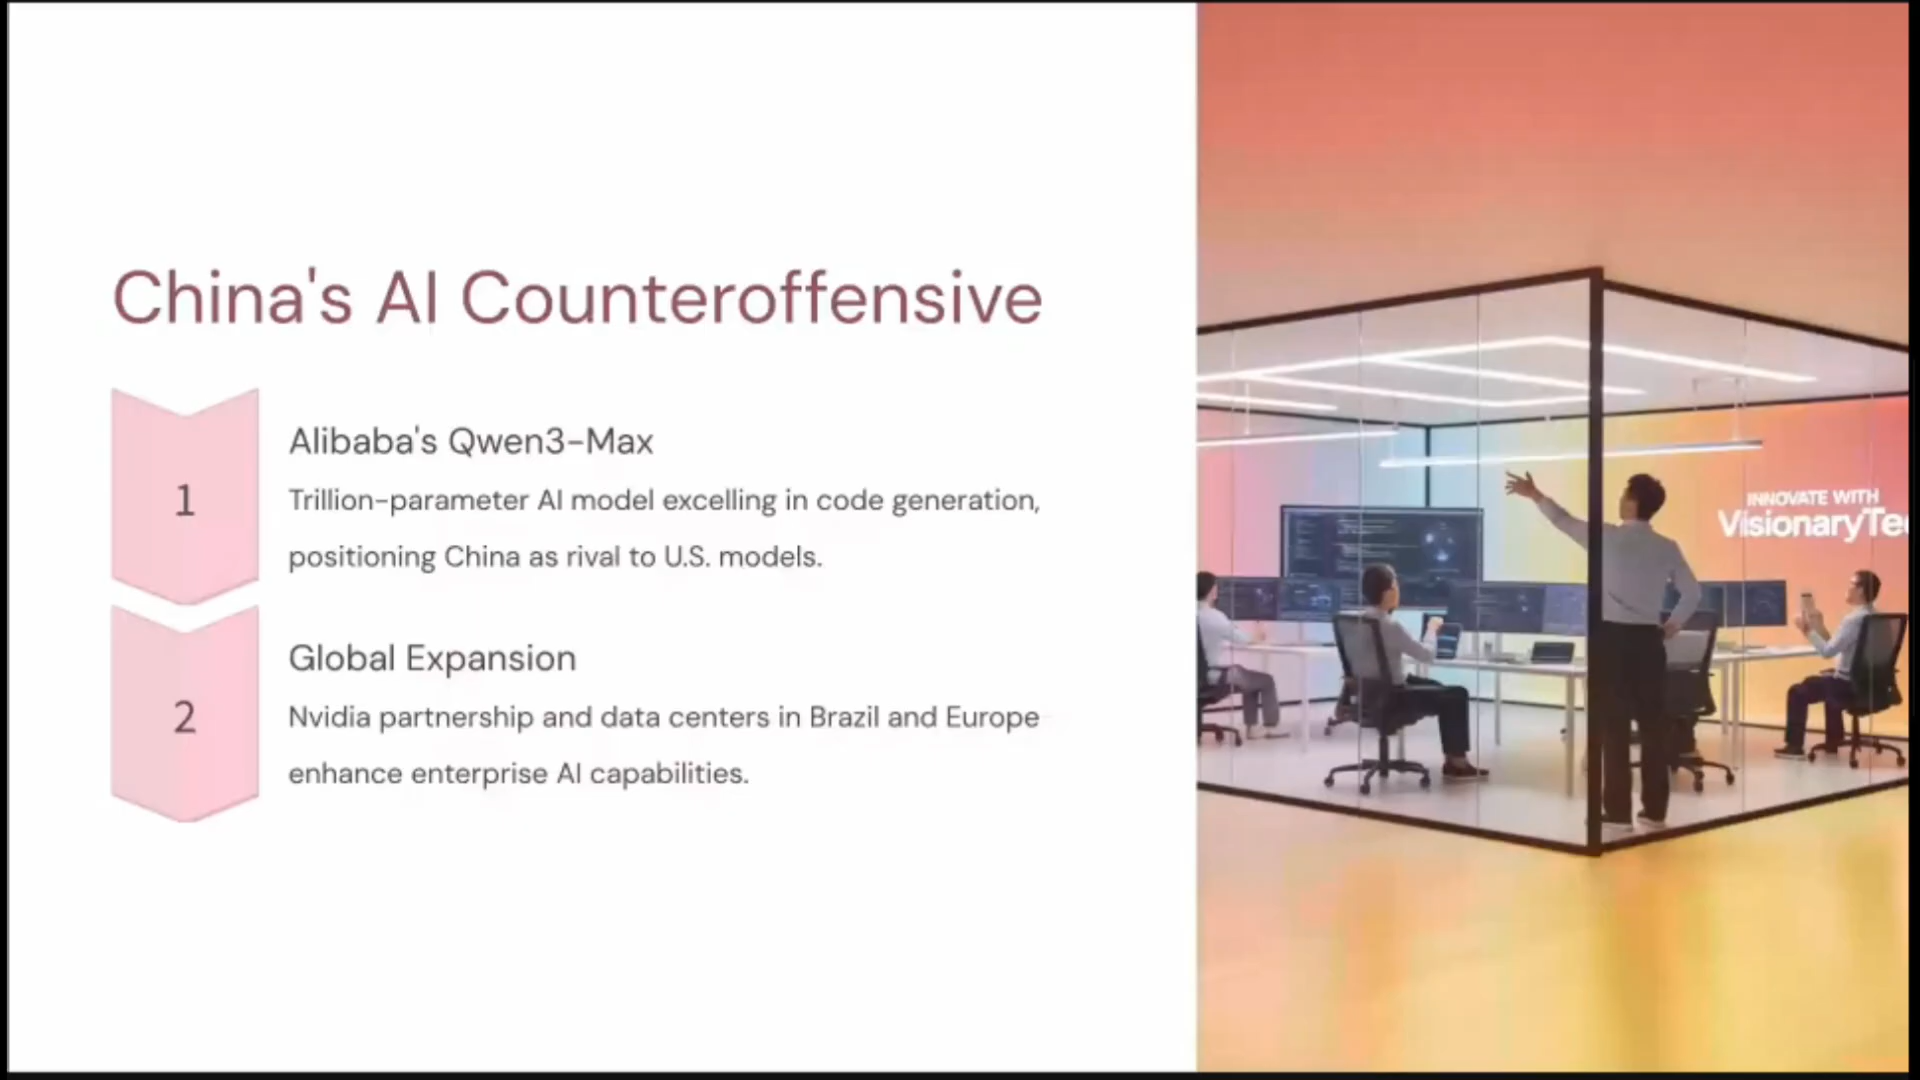 China's AI Counteroffensive
1
Alibaba's Qwen3-Max
Trillion-parameter AI model excelling in code generation,
positioning China as rival to U.S. models.
2
Global Expansion
Nvidia partnership and data centers in Brazil and Europe
enhance enterprise AI capabilities.
INNOVATE WITH